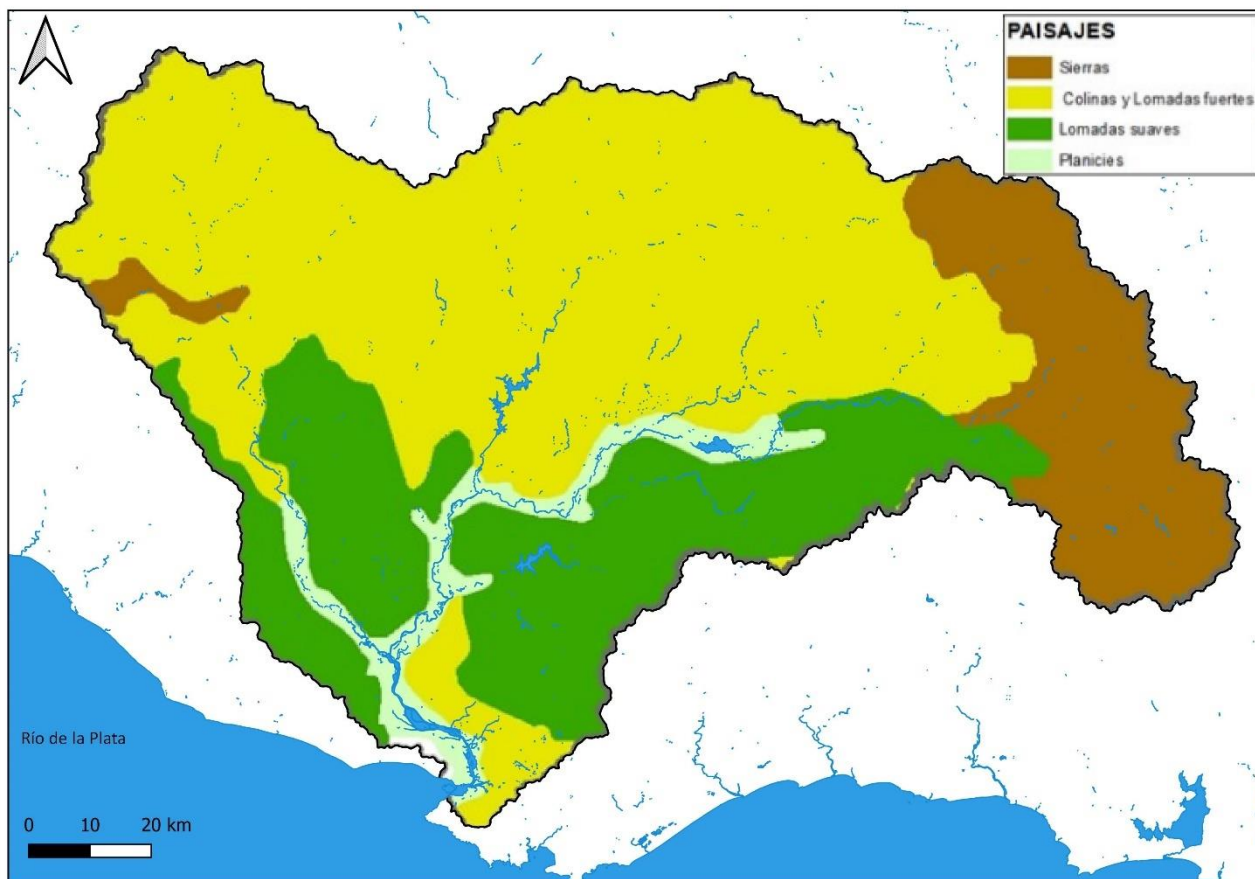 PAISAJES
Sierras
Colinas y Lomadas fuertes
Lomadas suaves
Planicies
Río de la Plata
0 10 20 km